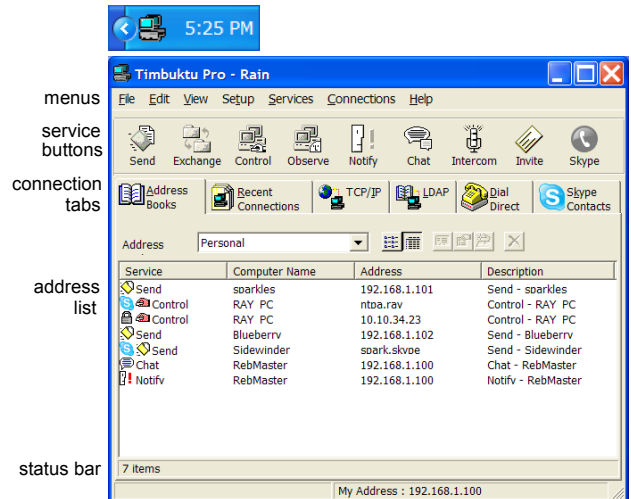 5:25 PM
Timbuktu Pro - Rain
menus
File Edit View Setup Services Connections Help
service buttons
Send Exchange Control Observe Notify Chat Intercom Invite Skype
connection tabs
Address Books Recent Connections TCP/IP LDAP Dial Direct Skype Contacts
Address Personal
address list
Service Computer Name Address Description
Send sparkles 192.168.1.101 Send - sparkles
Control RAY PC ntpa.ray Control - RAY PC
Control RAY PC 10.10.34.23 Control - RAY PC
Send Blueberry 192.168.1.102 Send - Blueberry
Send Sidewinder spark.skype Send - Sidewinder
Chat RebMaster 192.168.1.100 Chat - RebMaster
Notify RebMaster 192.168.1.100 Notify - RebMaster
status bar
7 items
My Address : 192.168.1.100